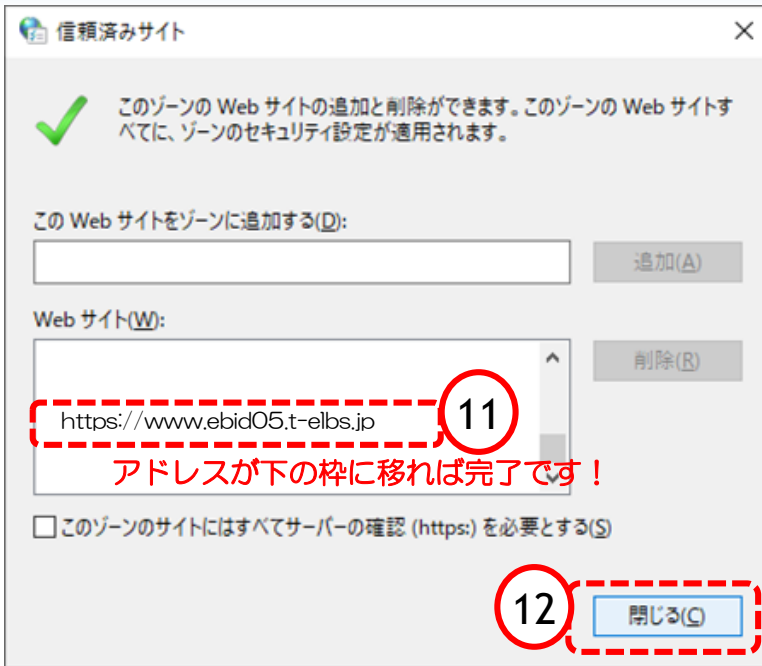 信頼済みサイト
このゾーンの Web サイトの追加と削除ができます。このゾーンの Web サイトす
べてに、ゾーンのセキュリティ設定が適用されます。
この Web サイトをゾーンに追加する(D):
追加(A)
Web サイト(W):
削除(R)
https://www.ebid05.t-elbs.jp
11
アドレスが下の枠に移れば完了です！
このゾーンのサイトにはすべてサーバーの確認 (https:) を必要とする(S)
12
閉じる(C)